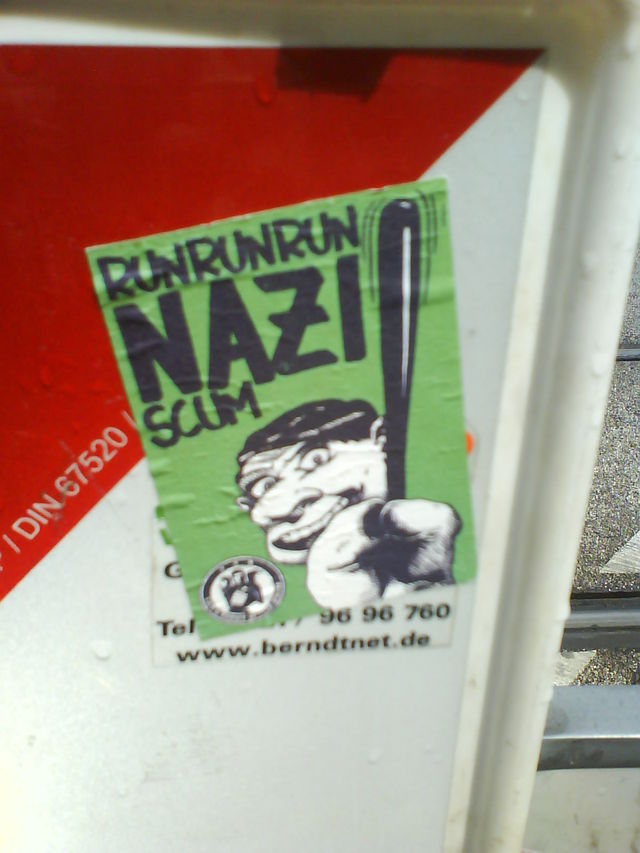 RUNRUNRUN
NAZI
SCUM
/ DIN 67520 /
Tel
96 96 760
www.berndtnet.de